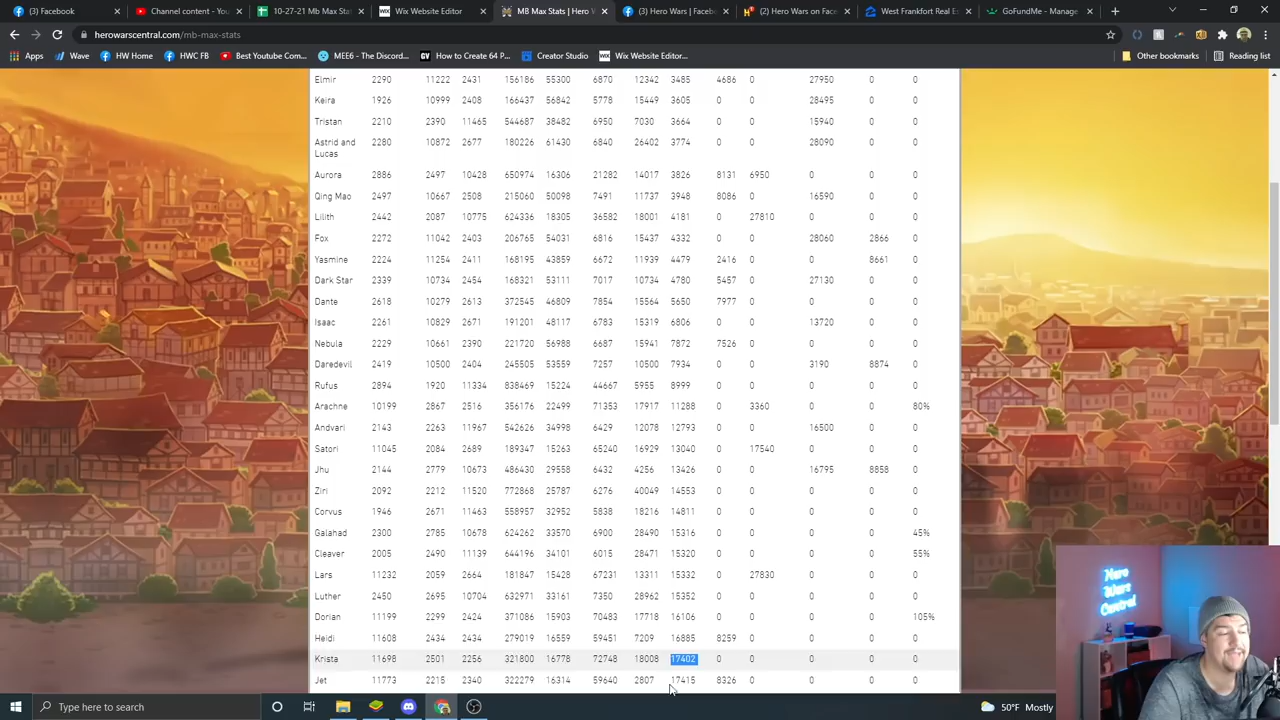 (3) Facebook
Channel content - Yo
10-27-21 Mb Max Stat
Wix Website Editor
MB Max Stats | Hero W
(3) Hero Wars | Facebo
(2) Hero Wars on Face
West Frankfort Real Es
GoFundMe - Manage
herowarscentral.com/mb-max-stats
Apps
Wave
HW Home
HWC FB
Best Youtube Com...
MEE6 - The Discord...
How to Create 64 P...
Creator Studio
Wix Website Editor...
Other bookmarks
Reading list
Elmir 2290 11222 2431 156186 55300 6870 12342 3485 4686 0 27950 0 0
Keira 1926 10999 2408 166437 56842 5778 15449 3605 0 0 28495 0 0
Tristan 2210 2390 11465 544687 38482 6950 7030 3664 0 0 15940 0 0
Astrid and Lucas 2280 10872 2677 180226 61430 6840 26402 3774 0 0 28090 0 0
Aurora 2886 2497 10428 650974 16306 21282 14017 3826 8131 6950 0 0 0
Qing Mao 2497 10667 2508 215060 50098 7491 11737 3948 8086 0 16590 0 0
Lilith 2442 2087 10775 624336 18305 36582 18001 4181 0 27810 0 0 0
Fox 2272 11042 2403 206765 54031 6816 15437 4332 0 0 28060 2866 0
Yasmine 2224 11254 2411 168195 43859 6672 11939 4479 2416 0 0 8661 0
Dark Star 2339 10734 2454 168321 53111 7017 10734 4780 5457 0 27130 0 0
Dante 2618 10279 2613 372545 46809 7854 15564 5650 7977 0 0 0 0
Isaac 2261 10829 2671 191201 48117 6783 15319 6806 0 0 13720 0 0
Nebula 2229 10661 2390 221720 56988 6687 15941 7872 7526 0 0 0 0
Daredevil 2419 10500 2404 245505 53559 7257 10500 7934 0 0 3190 8874 0
Rufus 2894 1920 11334 838469 15224 44667 5955 8999 0 0 0 0 0
Arachne 10199 2867 2516 356176 22499 71353 17917 11288 0 3360 0 0 80%
Andvari 2143 2263 11967 542626 34998 6429 12078 12793 0 0 16500 0 0
Satori 11045 2084 2689 189347 15263 65240 16929 13040 0 17540 0 0 0
Jhu 2144 2779 10673 486430 29558 6432 4256 13426 0 0 16795 8858 0
Ziri 2092 2212 11520 772868 25787 6276 40049 14553 0 0 0 0 0
Corvus 1946 2671 11463 558957 32952 5838 18216 14811 0 0 0 0 0
Galahad 2300 2785 10678 624262 33570 6900 28490 15316 0 0 0 0 45%
Cleaver 2005 2490 11139 644196 34101 6015 28471 15320 0 0 0 0 55%
Lars 11232 2059 2664 181847 15428 67231 13311 15332 0 27830 0 0 0
Luther 2450 2695 10704 632971 33161 7350 28962 15352 0 0 0 0 0
Dorian 11199 2299 2424 371086 15903 70483 17718 16106 0 0 0 0 105%
Heidi 11608 2434 2434 279019 16559 59451 7209 16885 8259 0 0 0 0
Krista 11698 2501 2256 321800 16778 72748 18008 17402 0 0 0 0 0
Jet 11773 2215 2340 322279 16314 59640 2807 17415 8326 0 0 0 0
Hero
Wars
Central
Type here to search
50°F Mostly